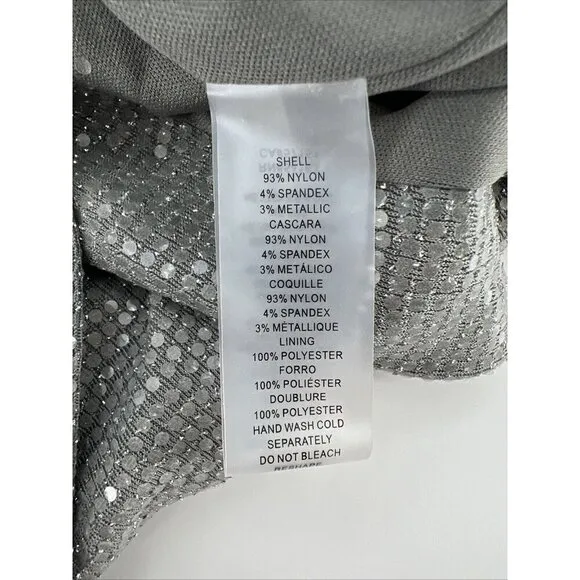 SHELL
93% NYLON
4% SPANDEX
3% METALLIC
CASCARA
93% NYLON
4% SPANDEX
3% METÁLICO
COQUILLE
93% NYLON
4% SPANDEX
3% MÉTALLIQUE
LINING
100% POLYESTER
FORRO
100% POLIÉSTER
DOUBLURE
100% POLYESTER
HAND WASH COLD
SEPARATELY
DO NOT BLEACH
RESHAPE